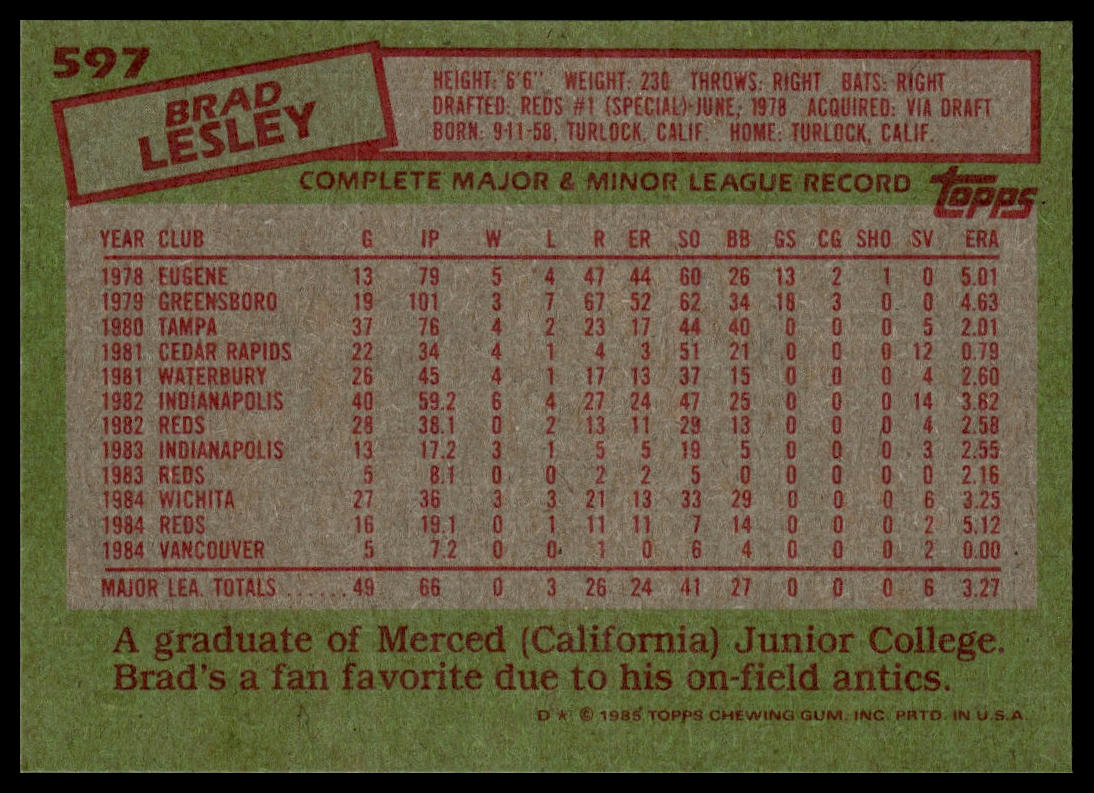 597
BRAD
LESLEY
HEIGHT: 6'6" WEIGHT: 230 THROWS: RIGHT BATS: RIGHT
DRAFTED: REDS #1 (SPECIAL)-JUNE, 1978 ACQUIRED: VIA DRAFT
BORN: 9-11-58, TURLOCK, CALIF. HOME: TURLOCK, CALIF.
COMPLETE MAJOR & MINOR LEAGUE RECORD topps
YEAR CLUB G IP W L R ER SO BB GS CG SHO SV ERA
1978 EUGENE 13 79 5 4 47 44 60 26 13 2 1 0 5.01
1979 GREENSBORO 19 101 3 7 67 52 62 34 18 3 0 0 4.63
1980 TAMPA 37 76 4 2 23 17 44 40 0 0 0 5 2.01
1981 CEDAR RAPIDS 22 34 4 1 4 3 51 21 0 0 0 12 0.79
1981 WATERBURY 26 45 4 1 17 13 37 15 0 0 0 4 2.60
1982 INDIANAPOLIS 40 59.2 6 4 27 24 47 25 0 0 0 14 3.62
1982 REDS 28 38.1 0 2 13 11 29 13 0 0 0 4 2.58
1983 INDIANAPOLIS 13 17.2 3 1 5 5 19 5 0 0 0 3 2.55
1983 REDS 5 8.1 0 0 2 2 5 0 0 0 0 0 2.16
1984 WICHITA 27 36 3 3 21 13 33 29 0 0 0 6 3.25
1984 REDS 16 19.1 0 1 11 11 7 14 0 0 0 2 5.12
1984 VANCOUVER 5 7.2 0 0 1 0 6 4 0 0 0 2 0.00
MAJOR LEA. TOTALS ...... 49 66 0 3 26 24 41 27 0 0 0 6 3.27
A graduate of Merced (California) Junior College.
Brad's a fan favorite due to his on-field antics.
D ★ © 1985 TOPPS CHEWING GUM, INC. PRTD. IN U.S.A.